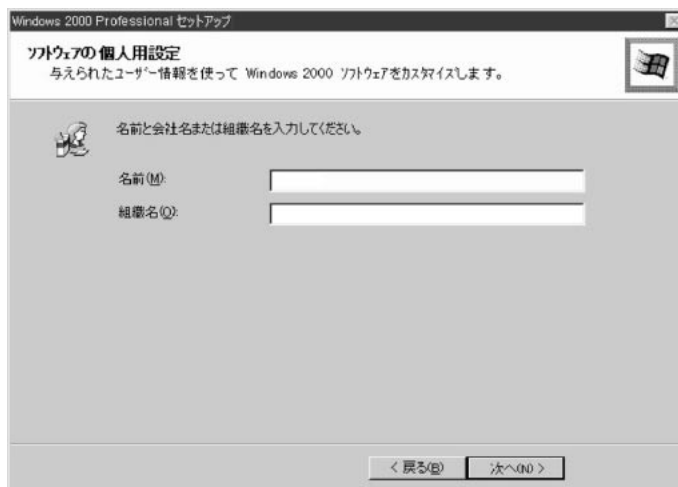 Windows 2000 Professional セットアップ
ソフトウェアの個人用設定
与えられたユーザー情報を使って Windows 2000 ソフトウェアをカスタマイズします。
名前と会社名または組織名を入力してください。
名前(M):
組織名(O):
< 戻る(B)
次へ(N) >